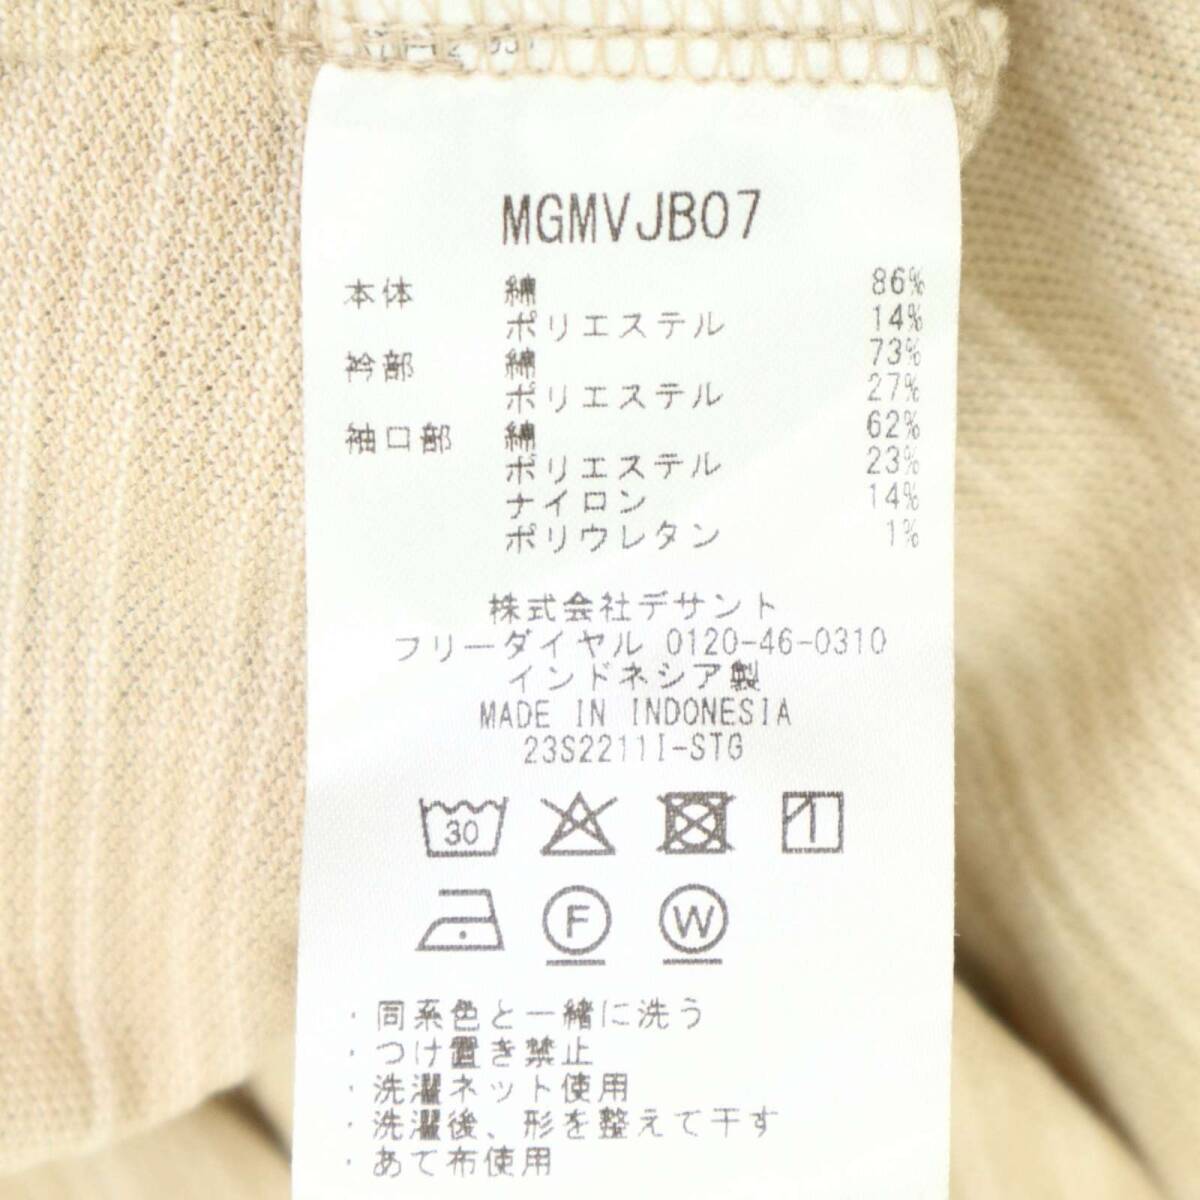 MGMVJB07
本体 綿 86%
ポリエステル 14%
衿部 綿 73%
ポリエステル 27%
袖口部 綿 62%
ポリエステル 23%
ナイロン 14%
ポリウレタン 1%
株式会社デサント
フリーダイヤル 0120-46-0310
インドネシア製
MADE IN INDONESIA
23S2211I-STG
30
F W
・同系色と一緒に洗う
・つけ置き禁止
・洗濯ネット使用
・洗濯後、形を整えて干す
・あて布使用